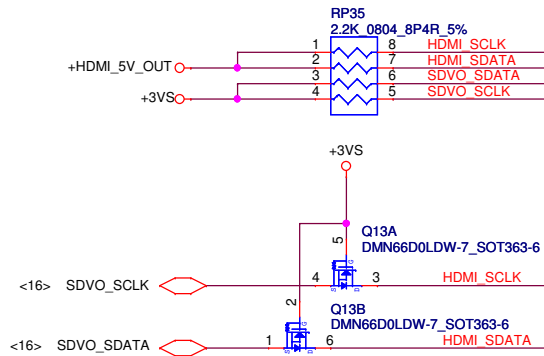 RP35
2.2K_0804_8P4R_5%
1 8 HDMI_SCLK
+HDMI_5V_OUT 2 7 HDMI_SDATA
3 6 SDVO_SDATA
+3VS 4 5 SDVO_SCLK
+3VS
Q13A
DMN66D0LDW-7_SOT363-6
5
G
S D
<16> SDVO_SCLK 4 3 HDMI_SCLK
2
Q13B
DMN66D0LDW-7_SOT363-6
G
S D
<16> SDVO_SDATA 1 6 HDMI_SDATA